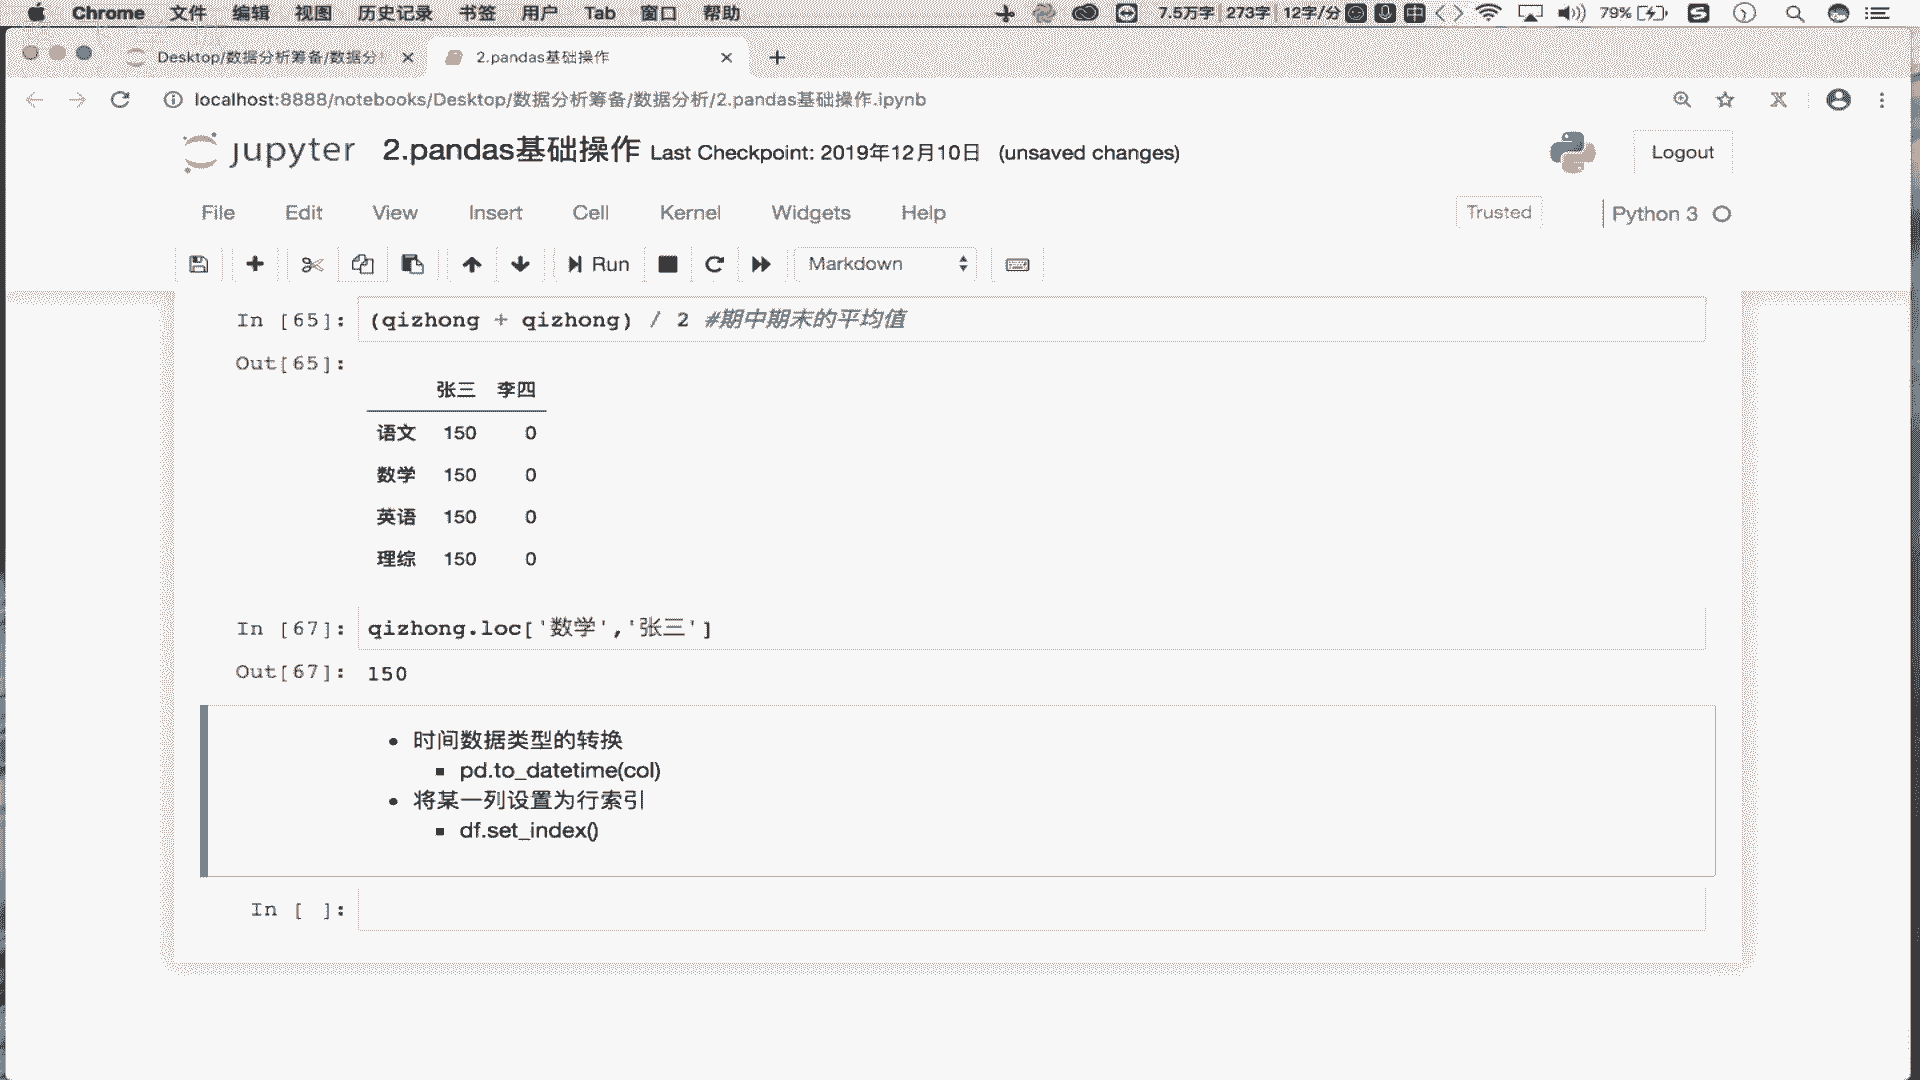 Chrome 文件 编辑 视图 历史记录 书签 用户 Tab 窗口 帮助 7.5万字 273字 12字/分 中 79%
Desktop/数据分析筹备/数据分 2.pandas基础操作
localhost:8888/notebooks/Desktop/数据分析筹备/数据分析/2.pandas基础操作.ipynb
jupyter 2.pandas基础操作 Last Checkpoint: 2019年12月10日 (unsaved changes) Logout
File Edit View Insert Cell Kernel Widgets Help Trusted Python 3
Run Markdown
In [65]: (qizhong + qizhong) / 2 #期中期末的平均值
Out[65]:
张三 李四
语文 150 0
数学 150 0
英语 150 0
理综 150 0
In [67]: qizhong.loc['数学','张三']
Out[67]: 150
时间数据类型的转换
pd.to_datetime(col)
将某一列设置为行索引
df.set_index()
In [ ]: